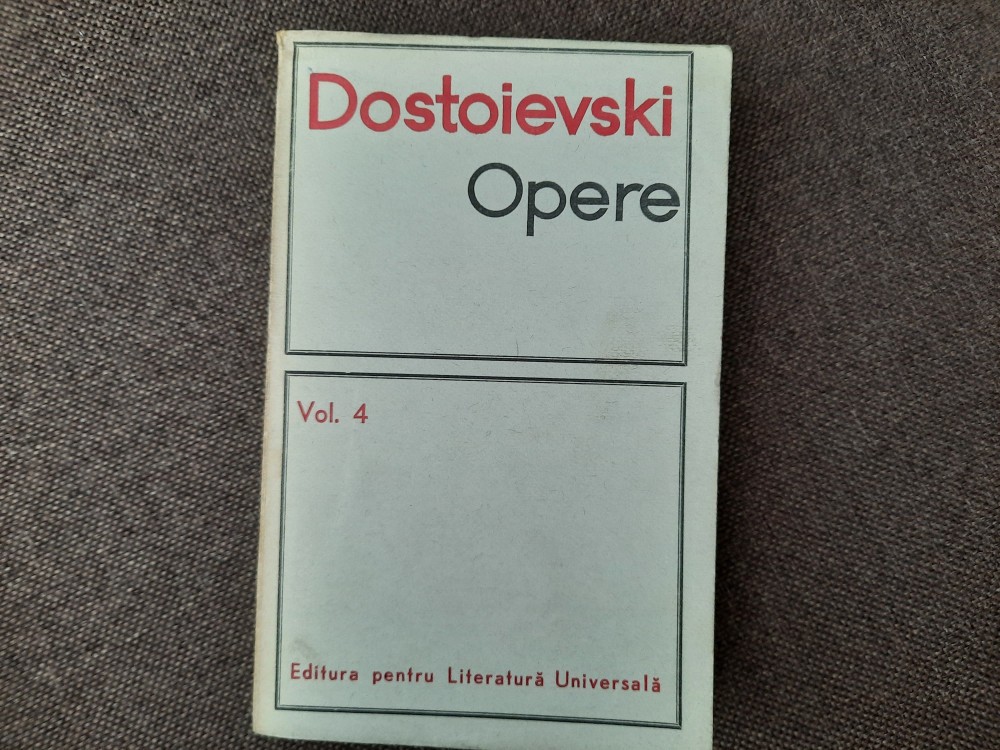 Dostoievski
Opere
Vol. 4
Editura pentru Literatură Universală